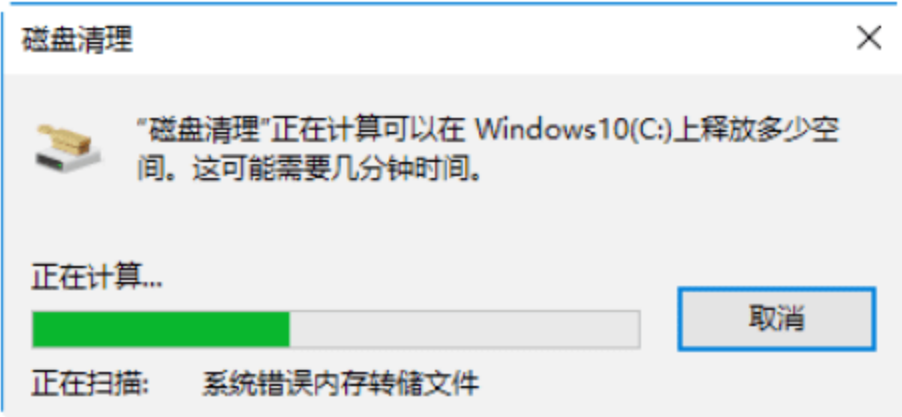 磁盘清理
“磁盘清理”正在计算可以在 Windows10(C:)上释放多少空
间。这可能需要几分钟时间。
正在计算...
取消
正在扫描: 系统错误内存转储文件